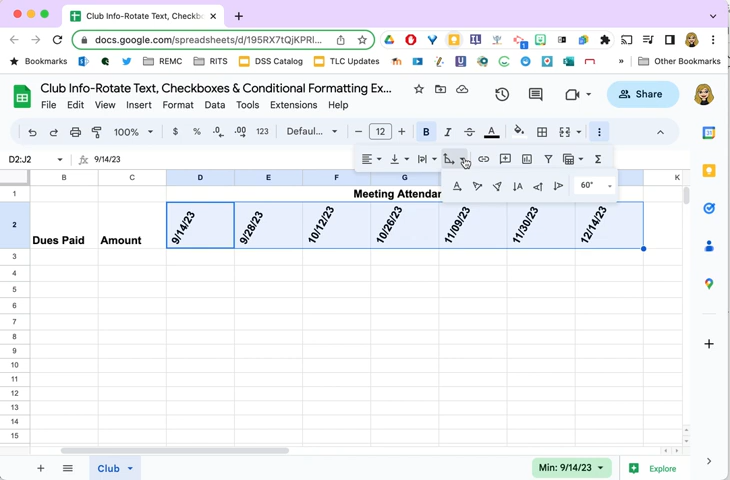 Club Info-Rotate Text, Checkbo
docs.google.com/spreadsheets/d/195RX7tQjKPRl...
Bookmarks
REMC
RITS
DSS Catalog
TLC Updates
»
Other Bookmarks
Club Info-Rotate Text, Checkboxes & Conditional Formatting Ex...
File Edit View Insert Format Data Tools Extensions Help
Share
100% $ % .0 .00 123 Defaul... − 12 + B I S A
D2:J2 9/14/23
Σ
60°
B C D E F G K
1 Meeting Attendar
2 Dues Paid Amount 9/14/23 9/28/23 10/12/23 10/26/23 11/09/23 11/30/23 12/14/23
3
4
5
6
7
8
9
10
11
12
13
14
15
+ Club Min: 9/14/23 Explore